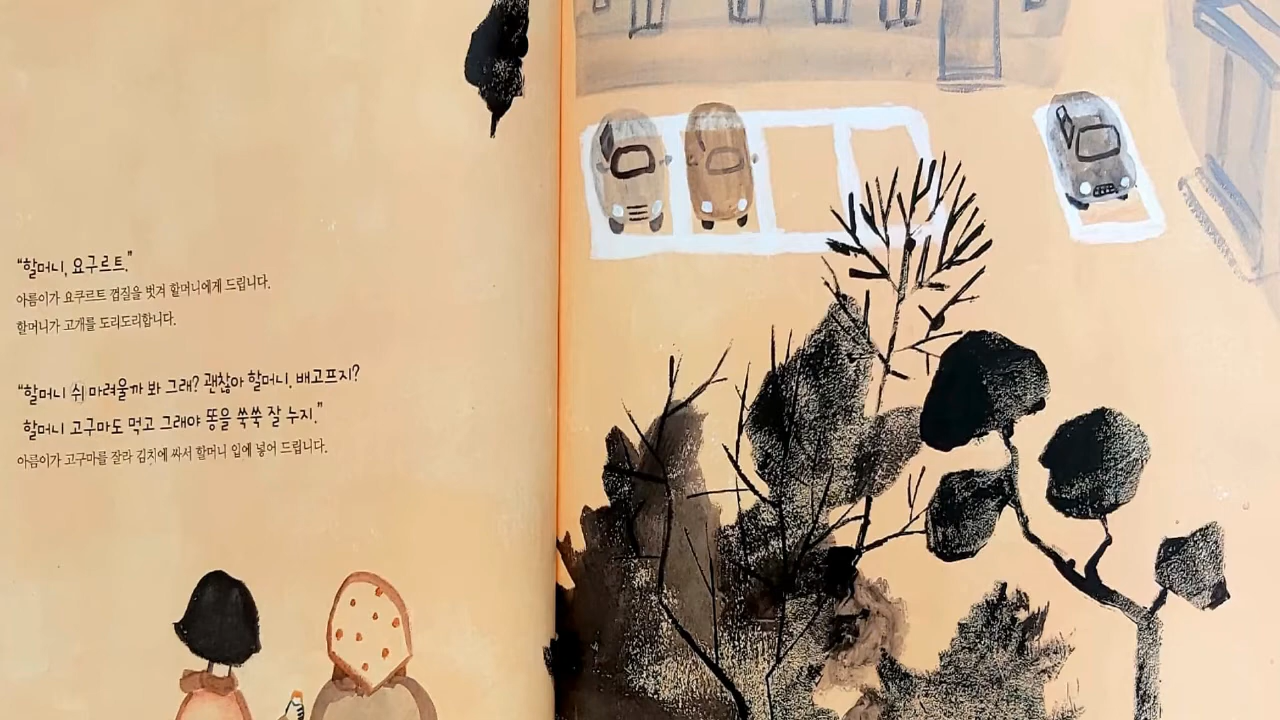 “할머니, 요구르트.”
아름이가 요쿠르트 껍질을 벗겨 할머니에게 드립니다.
할머니가 고개를 도리도리합니다.
“할머니 쉬 마려울까 봐 그래? 괜찮아 할머니. 배고프지?
할머니 고구마도 먹고 그래야 똥을 쑥쑥 잘 누지.”
아름이가 고구마를 잘라 김치에 싸서 할머니 입에 넣어 드립니다.